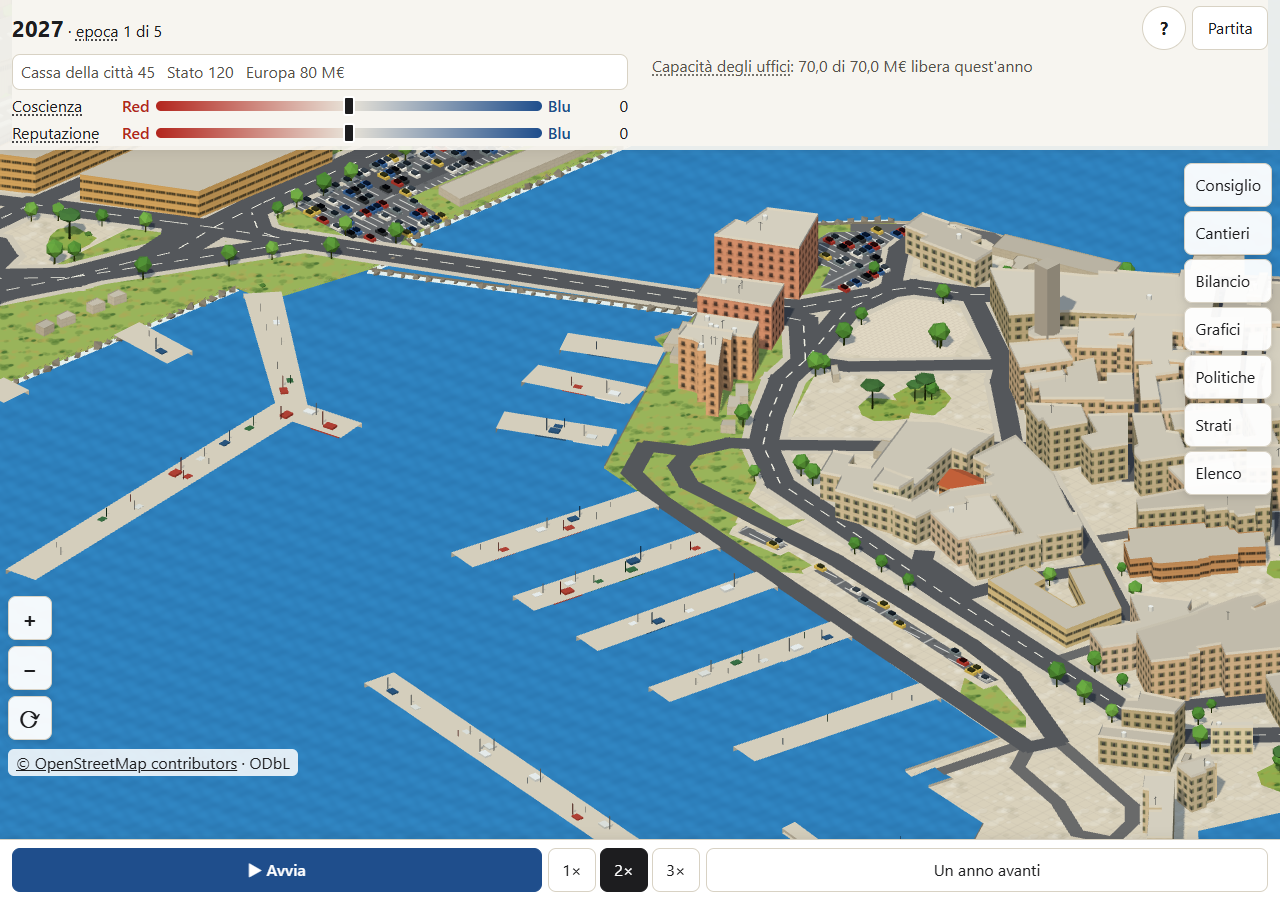 2027 · epoca 1 di 5
?
Partita
Cassa della città 45 Stato 120 Europa 80 M€
Capacità degli uffici: 70,0 di 70,0 M€ libera quest'anno
Coscienza Red Blu 0
Reputazione Red Blu 0
Consiglio
Cantieri
Bilancio
Grafici
Politiche
Strati
Elenco
+
−
© OpenStreetMap contributors · ODbL
▶ Avvia
1×
2×
3×
Un anno avanti